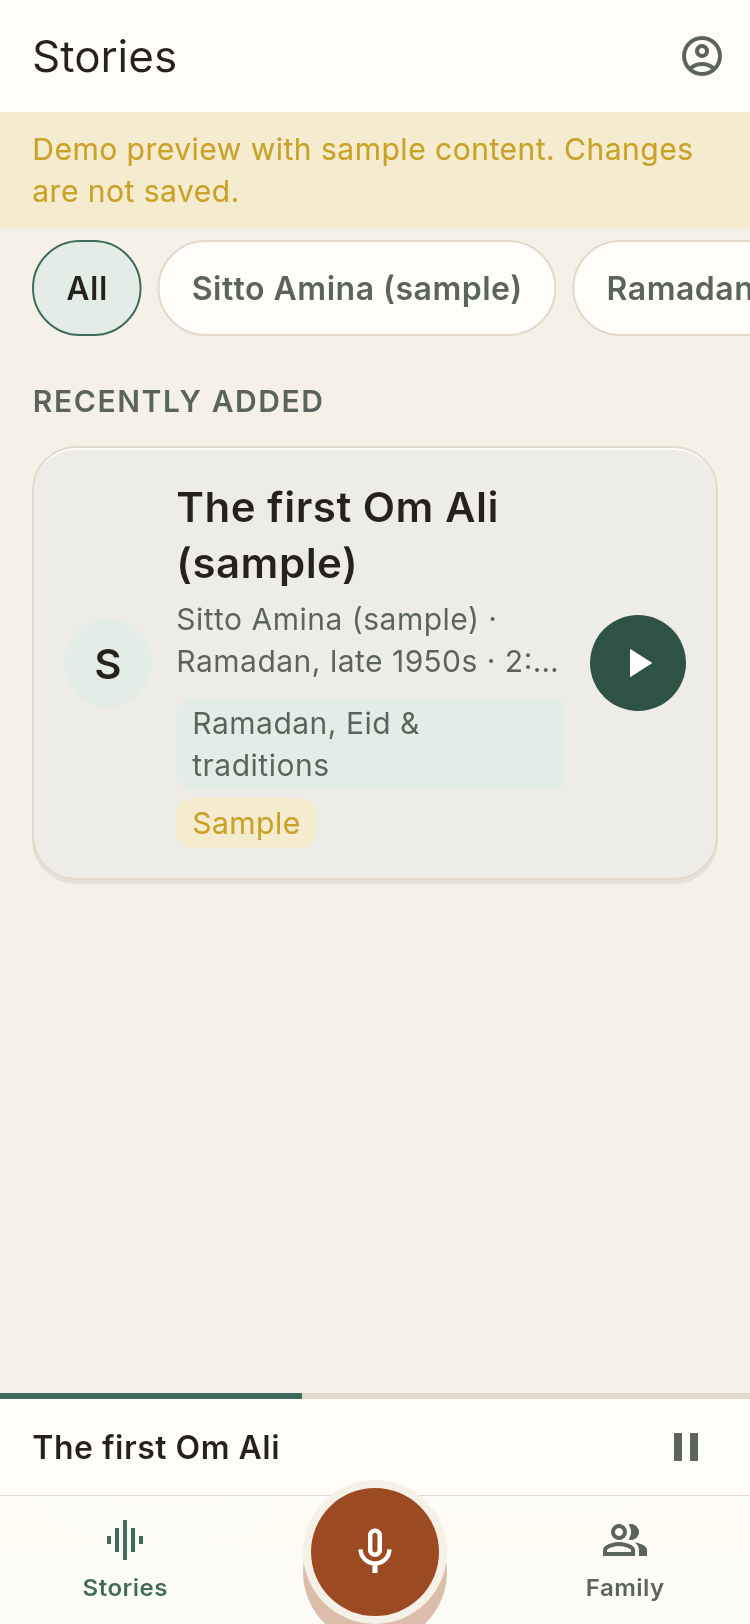 Stories
Demo preview with sample content. Changes
are not saved.
All
Sitto Amina (sample)
Ramadan
RECENTLY ADDED
The first Om Ali
(sample)
Sitto Amina (sample) ·
Ramadan, late 1950s · 2:...
S
Ramadan, Eid &
traditions
Sample
The first Om Ali
Stories
Family